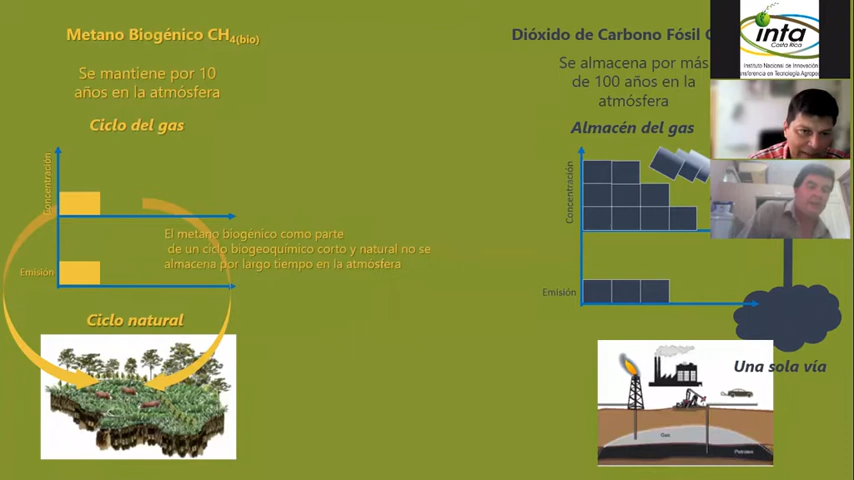 Metano Biogénico CH4(bio)
Se mantiene por 10
años en la atmósfera
Ciclo del gas
Concentración
El metano biogénico como parte
de un ciclo biogeoquímico corto y natural no se
almacena por largo tiempo en la atmósfera
Emisión
Ciclo natural
Dióxido de Carbono Fósil
Se almacena por más
de 100 años en la
atmósfera
Almacén del gas
Concentración
Emisión
Una sola vía
Gas
Petroleo
inta
Costa Rica
Instituto Nacional de Innovación